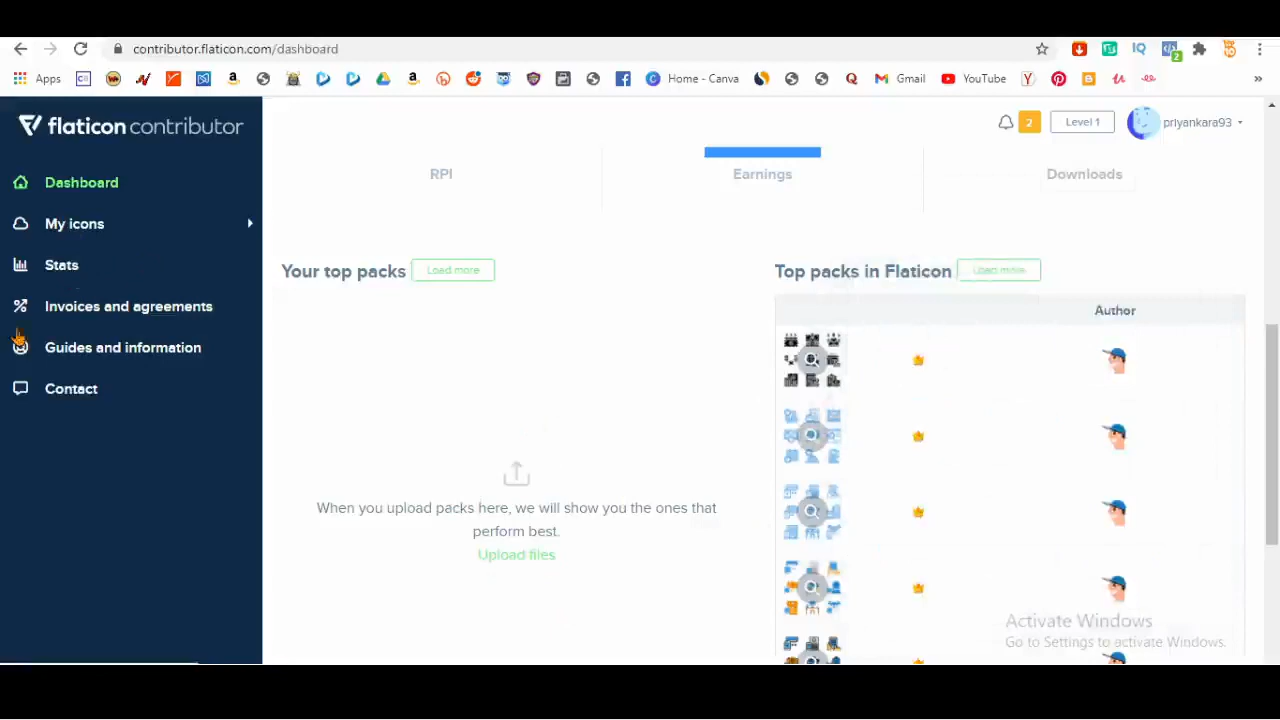 contributor.flaticon.com/dashboard
Apps
Home - Canva
Gmail
YouTube
flaticon contributor
2
Level 1
priyankara93
Dashboard
My icons
Stats
Invoices and agreements
Guides and information
Contact
RPI
Earnings
Downloads
Your top packs
Load more
Top packs in Flaticon
Load more
Author
When you upload packs here, we will show you the ones that
perform best.
Upload files
Activate Windows
Go to Settings to activate Windows.